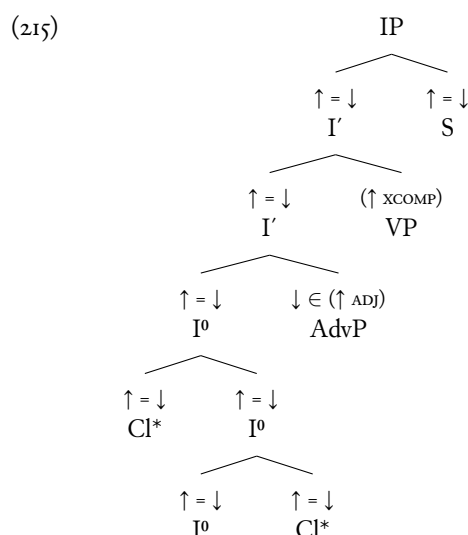 (215) IP
↑ = ↓ ↑ = ↓
I′ S
↑ = ↓ (↑ XCOMP)
I′ VP
↑ = ↓ ↓ ∈ (↑ ADJ)
I⁰ AdvP
↑ = ↓ ↑ = ↓
Cl* I⁰
↑ = ↓ ↑ = ↓
I⁰ Cl*